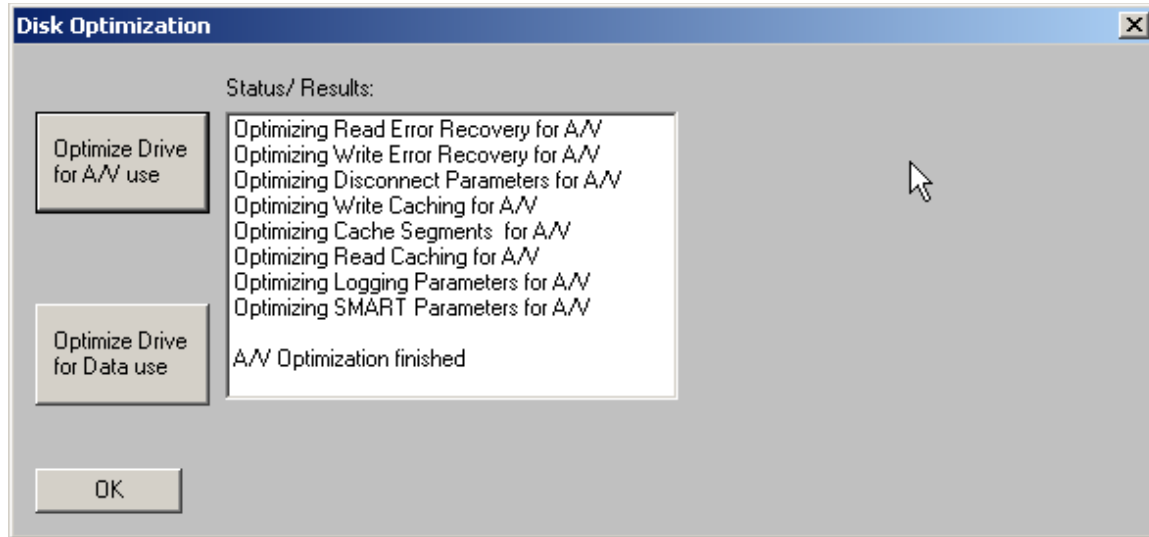 Disk Optimization
Status/ Results:
Optimize Drive
for A/V use
Optimizing Read Error Recovery for A/V
Optimizing Write Error Recovery for A/V
Optimizing Disconnect Parameters for A/V
Optimizing Write Caching for A/V
Optimizing Cache Segments  for A/V
Optimizing Read Caching for A/V
Optimizing Logging Parameters for A/V
Optimizing SMART Parameters for A/V
A/V Optimization finished
Optimize Drive
for Data use
OK